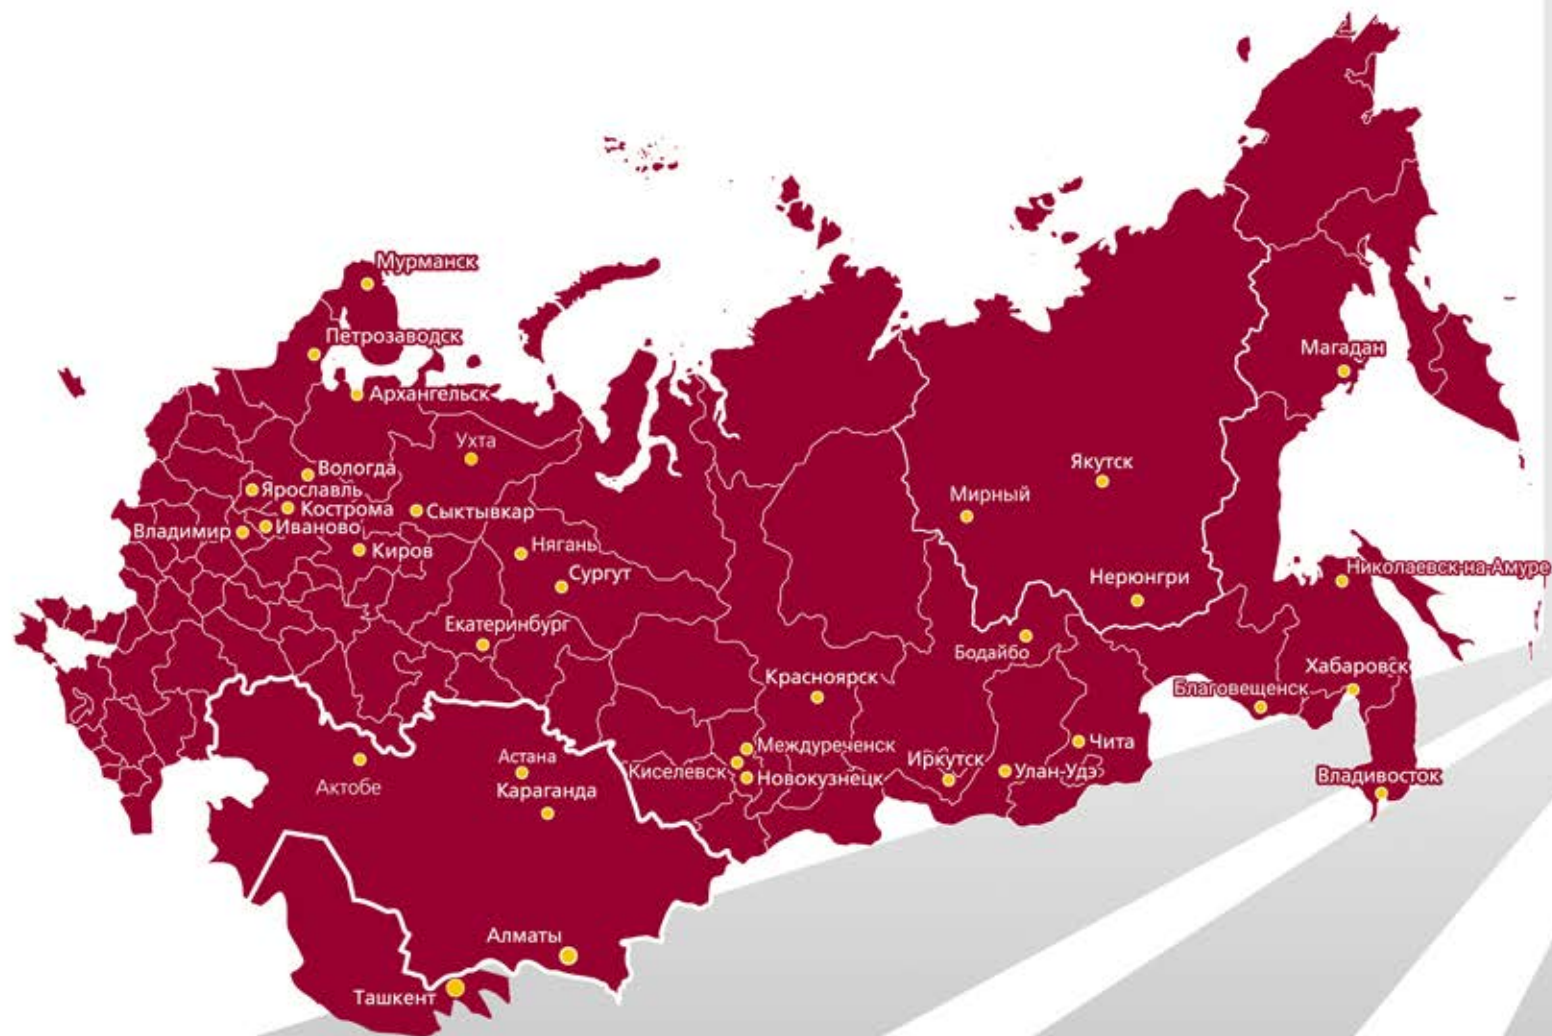 Мурманск
Петрозаводск
Магадан
Архангельск
Ухта
Якутск
Вологда
Ярославль
Мирный
Кострома
Сыктывкар
Иваново
Владимир
Нягань
Киров
Николаевск-на-Амуре
Сургут
Нерюнгри
Екатеринбург
Бодайбо
Хабаровск
Красноярск
Благовещенск
Чита
Междуреченск
Астана
Иркутск
Киселевск
Улан-Удэ
Новокузнецк
Владивосток
Актобе
Караганда
Алматы
Ташкент